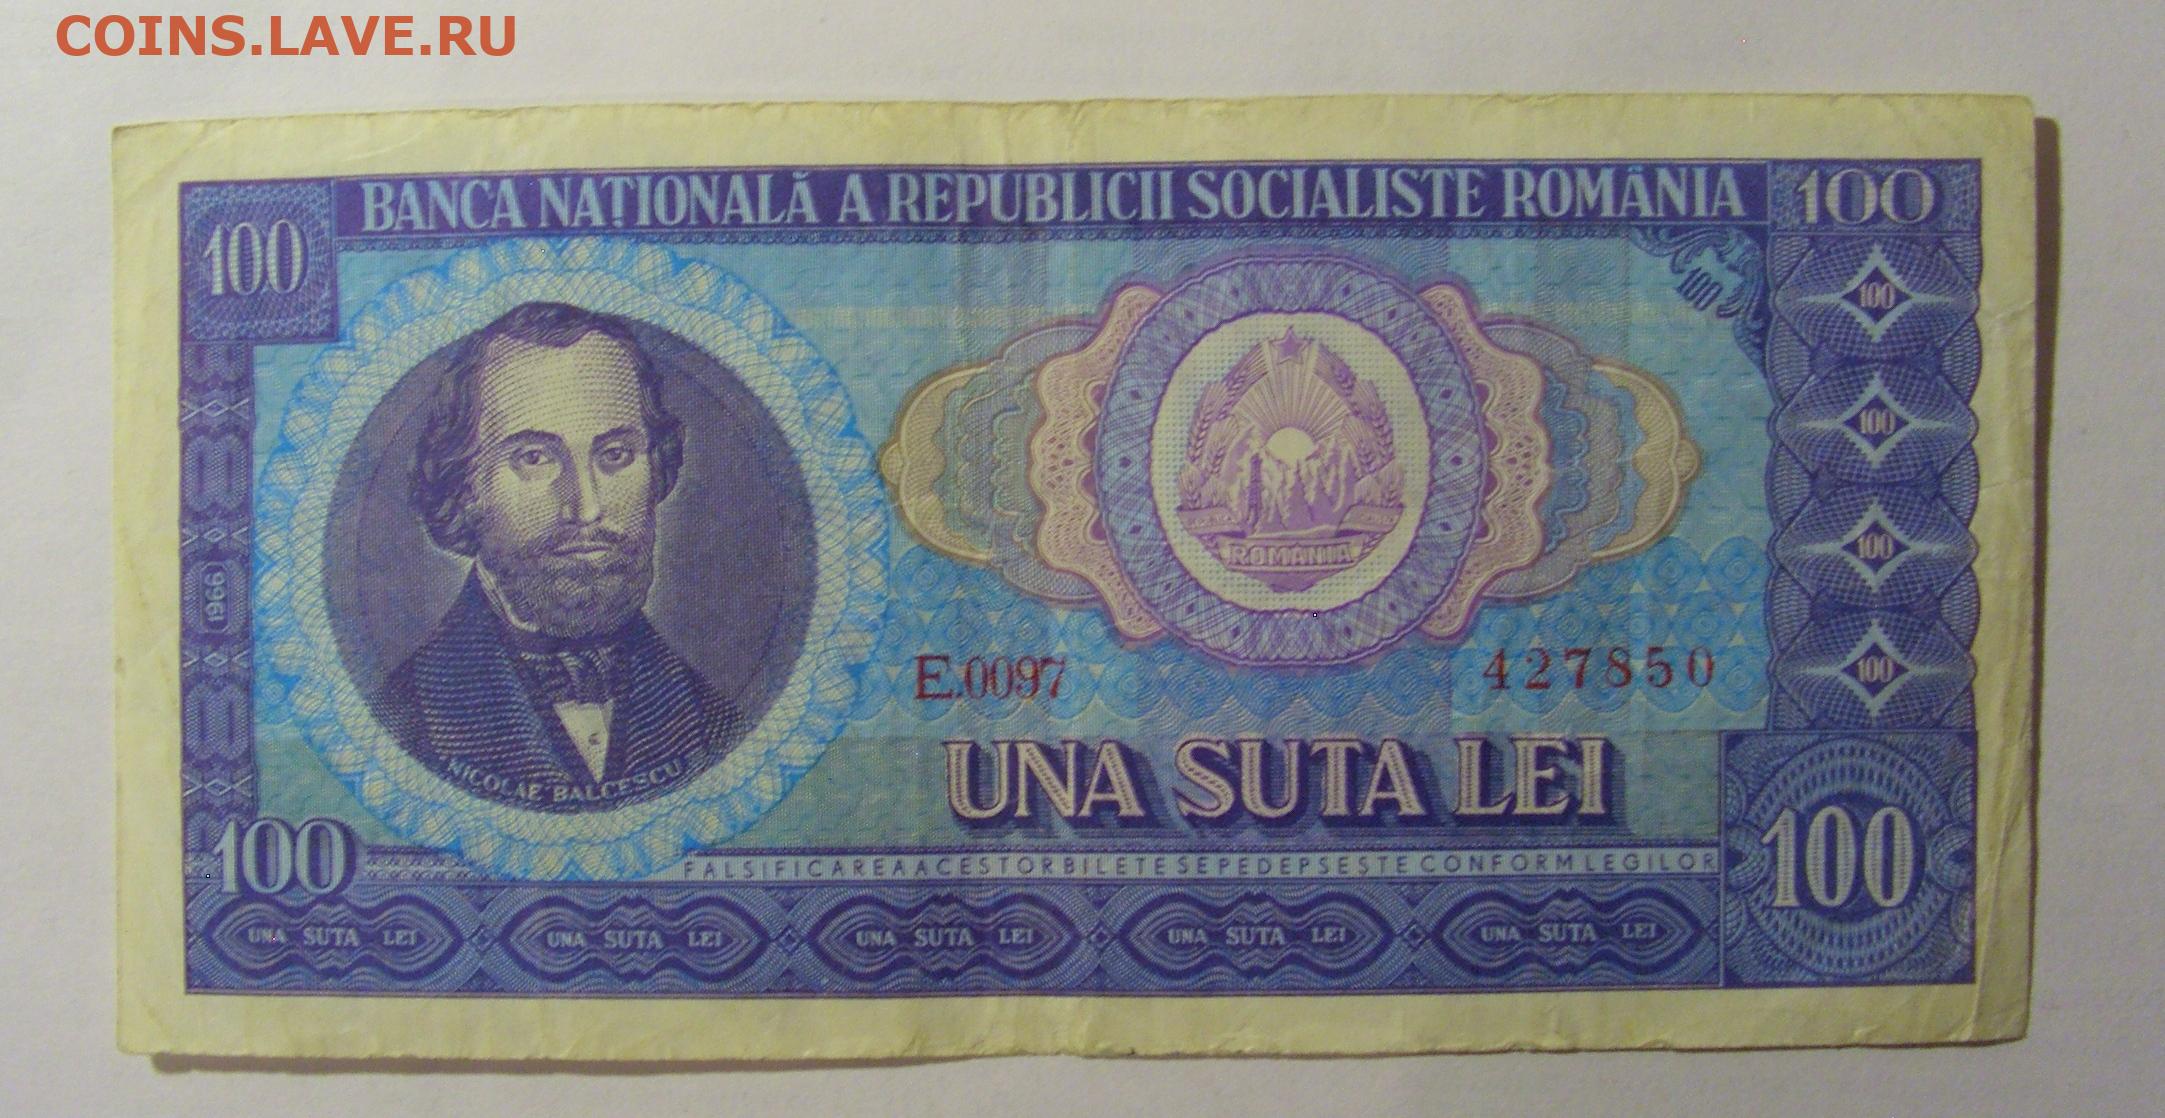 COINS.LAVE.RU
BANCA NAȚIONALĂ A REPUBLICII SOCIALISTE ROMÂNIA
100
100
100
100
100
100
100
ROMANIA
1966
E.0097
427850
NICOLAE BALCESCU
UNA SUTA LEI
100
100
FALSIFICAREA ACESTOR BILETE SE PEDEPSEȘTE CONFORM LEGILOR
UNA SUTA LEI UNA SUTA LEI UNA SUTA LEI UNA SUTA LEI UNA SUTA LEI